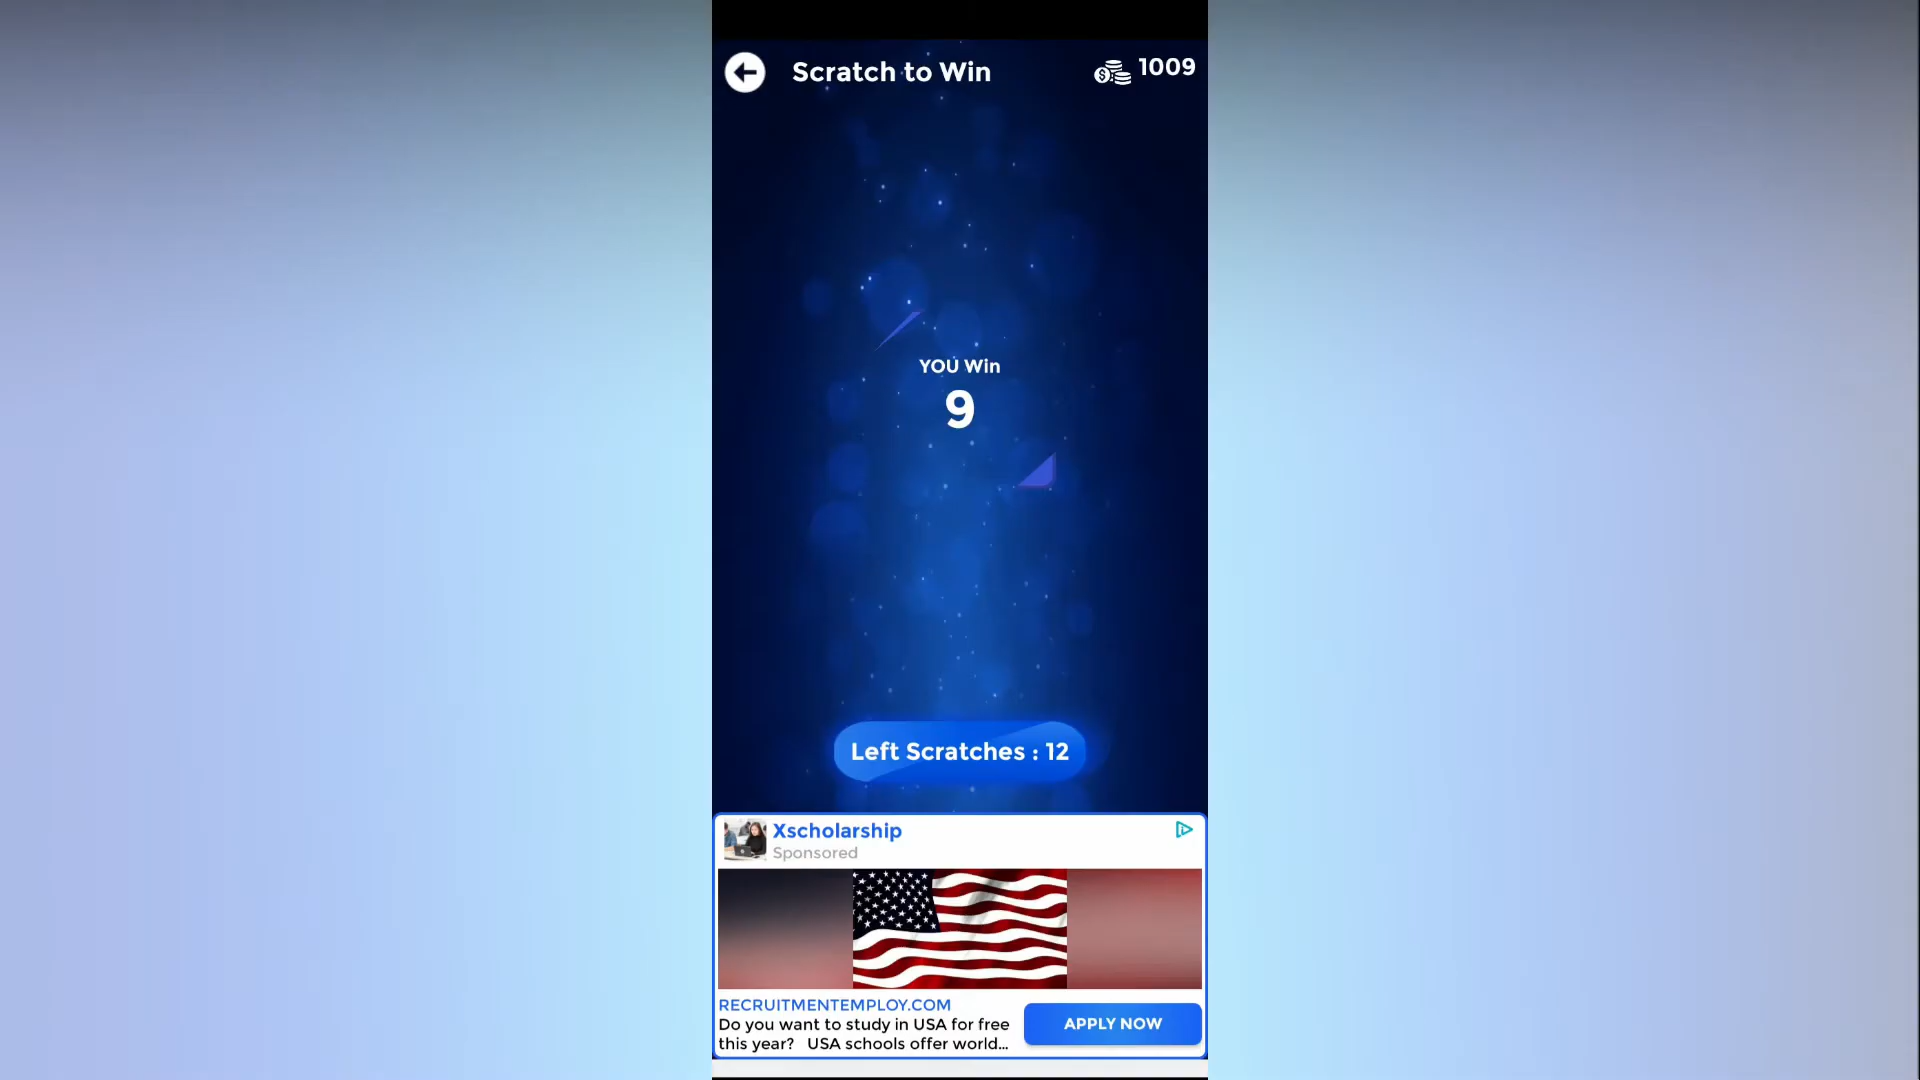 Scratch to Win
1009
YOU Win
9
Left Scratches : 12
Xscholarship
Sponsored
RECRUITMENTEMPLOY.COM
Do you want to study in USA for free
this year? USA schools offer world...
APPLY NOW